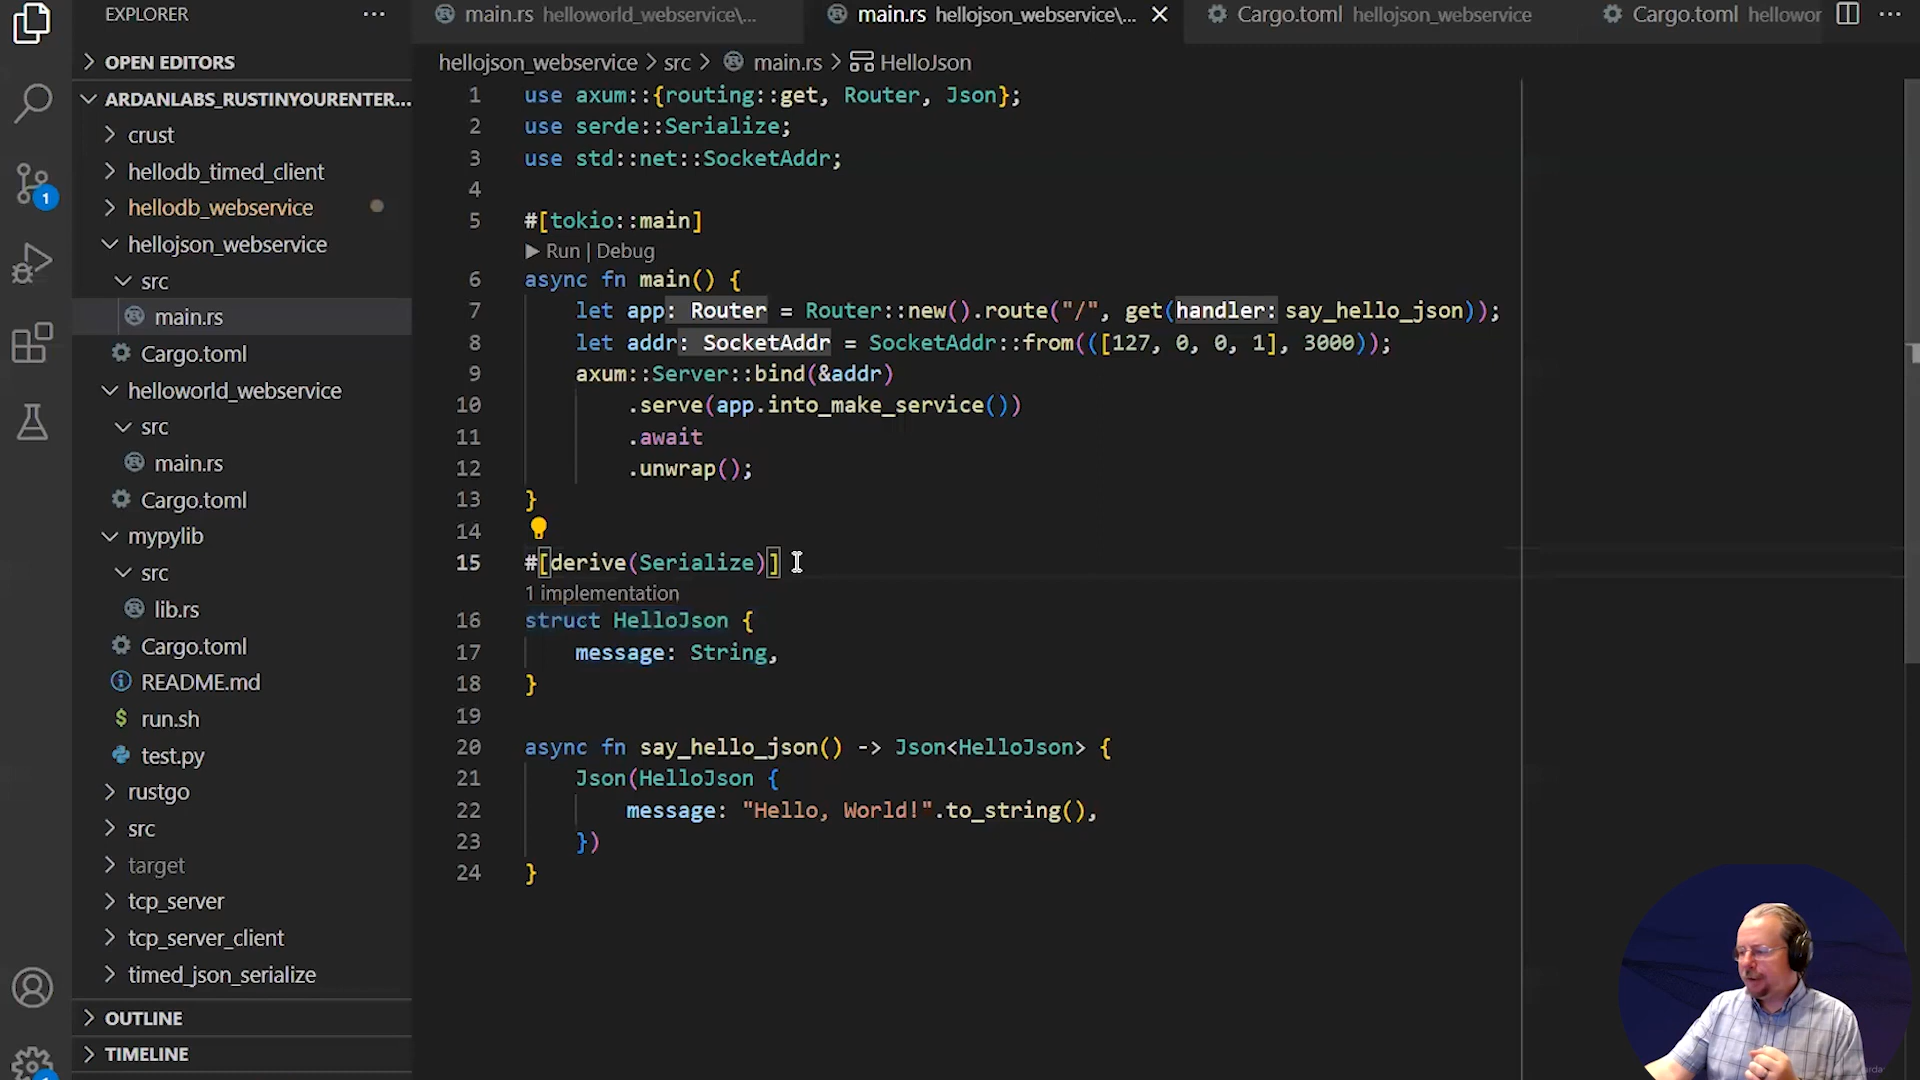 EXPLORER
OPEN EDITORS
ARDANLABS_RUSTINYOURENTER...
crust
hellodb_timed_client
hellodb_webservice
hellojson_webservice
src
main.rs
Cargo.toml
helloworld_webservice
src
main.rs
Cargo.toml
mypylib
src
lib.rs
Cargo.toml
README.md
run.sh
test.py
rustgo
src
target
tcp_server
tcp_server_client
timed_json_serialize
OUTLINE
TIMELINE
1
main.rs helloworld_webservice\...
main.rs hellojson_webservice\...
Cargo.toml hellojson_webservice
Cargo.toml hellowor
hellojson_webservice > src > main.rs > HelloJson
1 use axum::{routing::get, Router, Json};
2 use serde::Serialize;
3 use std::net::SocketAddr;
4
5 #[tokio::main]
Run | Debug
6 async fn main() {
7 let app: Router = Router::new().route("/", get(handler: say_hello_json));
8 let addr: SocketAddr = SocketAddr::from(([127, 0, 0, 1], 3000));
9 axum::Server::bind(&addr)
10 .serve(app.into_make_service())
11 .await
12 .unwrap();
13 }
14
15 #[derive(Serialize)]
1 implementation
16 struct HelloJson {
17 message: String,
18 }
19
20 async fn say_hello_json() -> Json<HelloJson> {
21 Json(HelloJson {
22 message: "Hello, World!".to_string(),
23 })
24 }